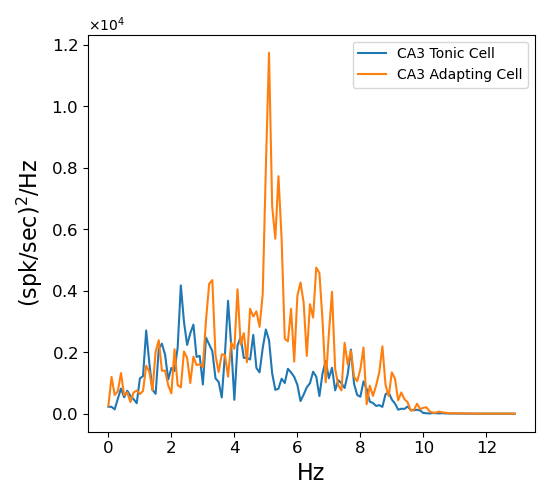 ×10⁴
CA3 Tonic Cell
CA3 Adapting Cell
1.2
1.0
0.8
0.6
0.4
0.2
0.0
(spk/sec)²/Hz
0 2 4 6 8 10 12
Hz